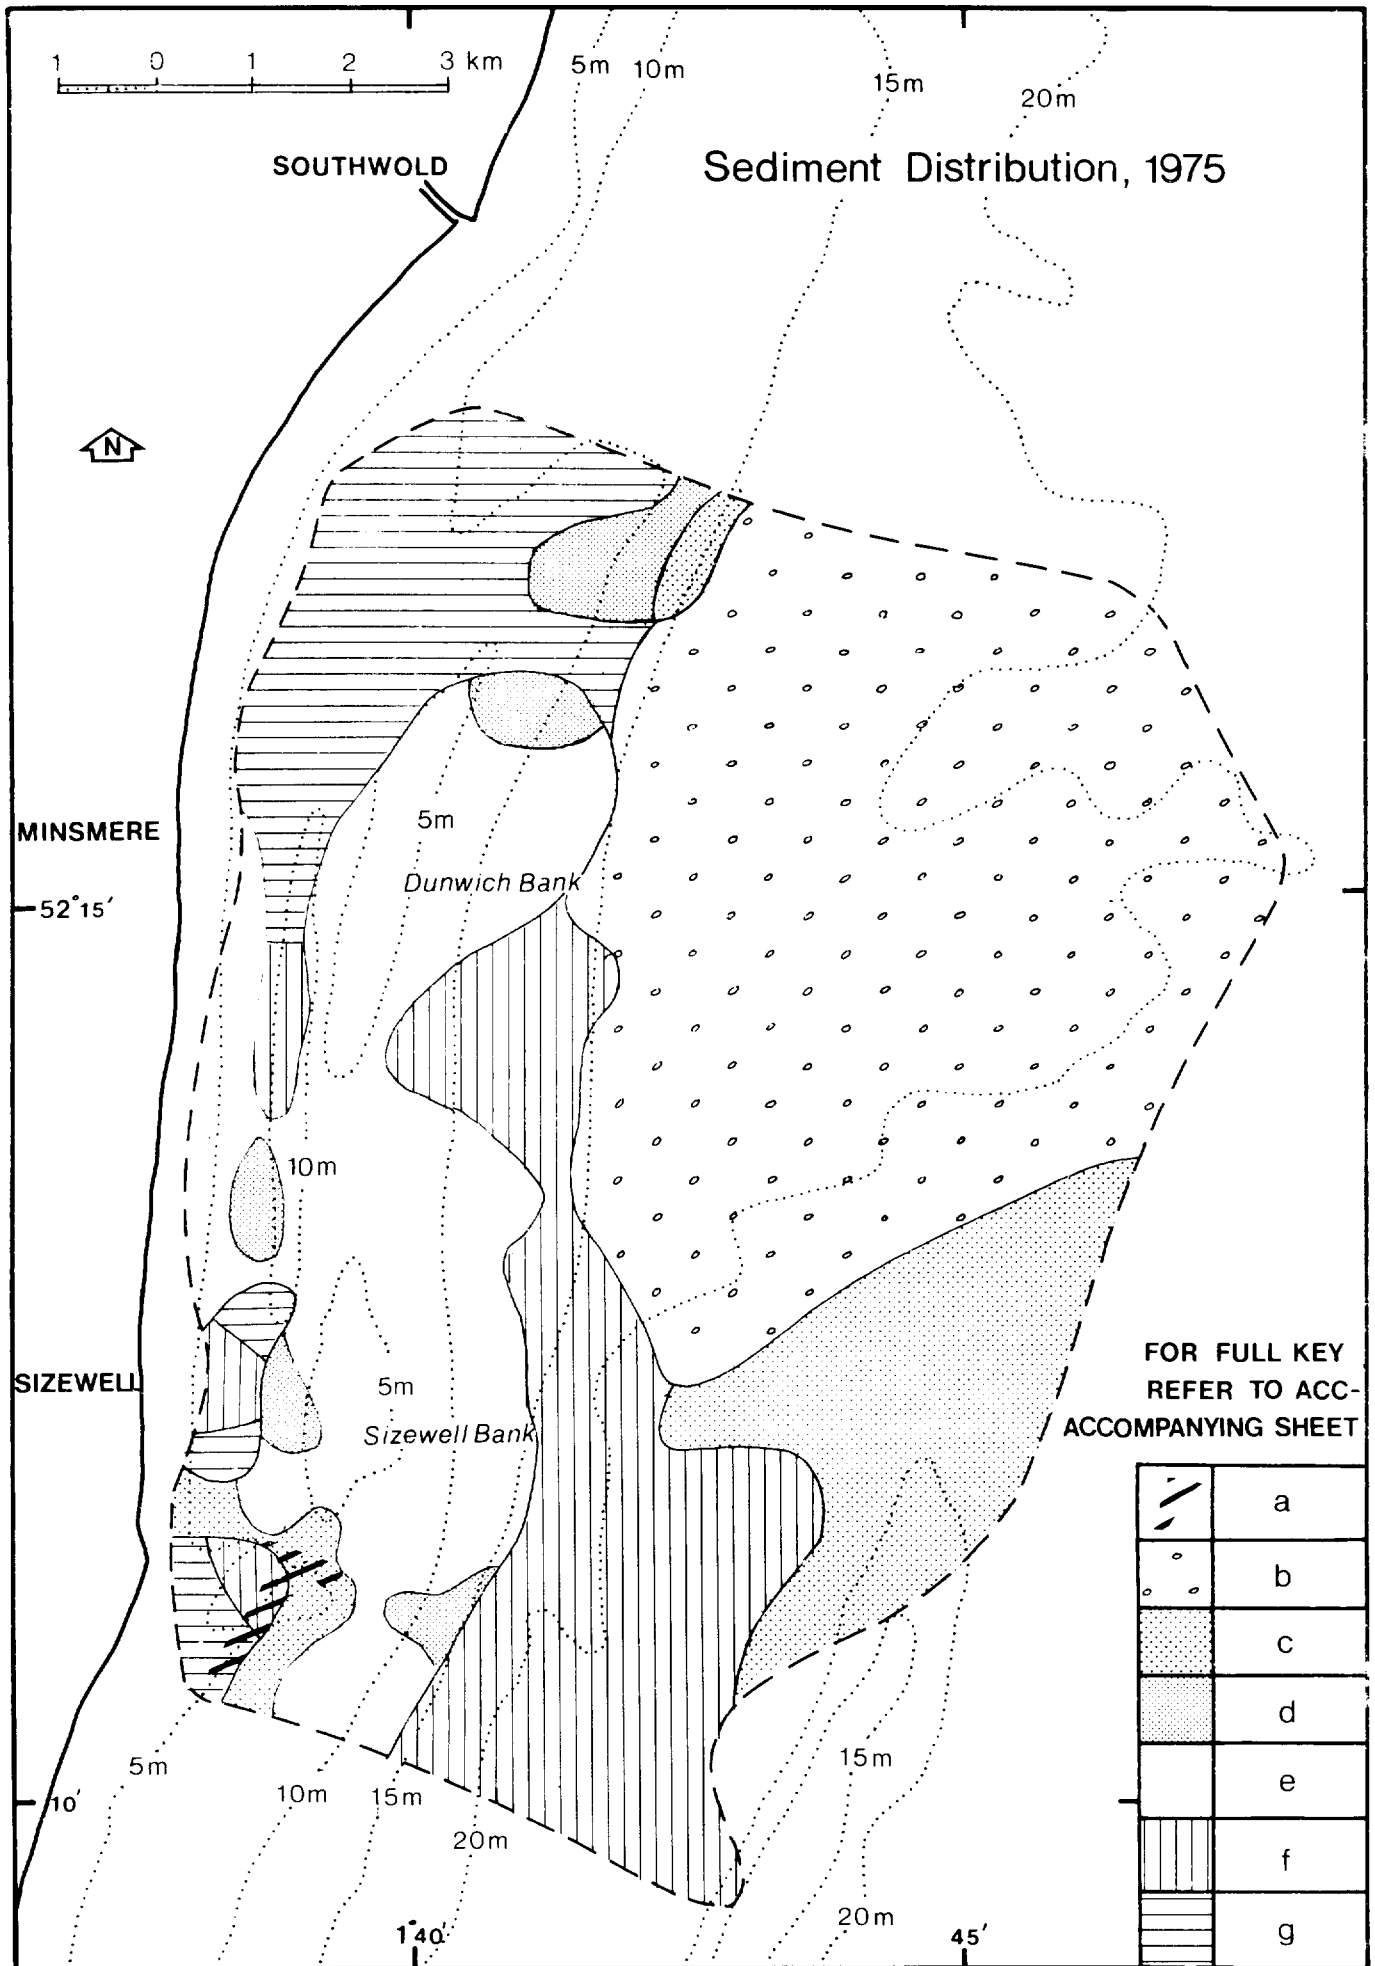 1 0 1 2 3 km
5m 10m
15m
20m
SOUTHWOLD
Sediment Distribution, 1975
N
MINSMERE
5m
Dunwich Bank
52°15'
10m
SIZEWELL
5m
Sizewell Bank
FOR FULL KEY
REFER TO ACC-
ACCOMPANYING SHEET
a
b
c
d
e
f
g
5m
10m
15m
20m
15m
20m
10'
1°40'
45'